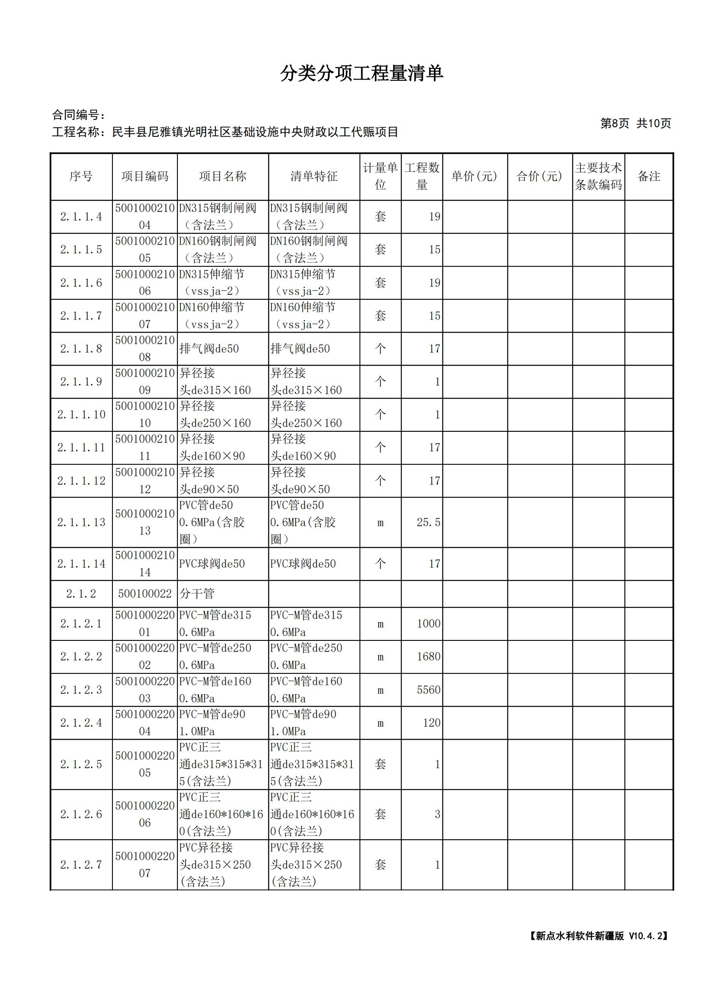 分类分项工程量清单
合同编号：
工程名称：民丰县尼雅镇光明社区基础设施中央财政以工代赈项目
第8页 共10页
序号 项目编码 项目名称 清单特征 计量单位 工程数量 单价(元) 合价(元) 主要技术条款编码 备注
2.1.1.4 500100021004 DN315钢制闸阀（含法兰） DN315钢制闸阀（含法兰） 套 19
2.1.1.5 500100021005 DN160钢制闸阀（含法兰） DN160钢制闸阀（含法兰） 套 15
2.1.1.6 500100021006 DN315伸缩节（vssja-2） DN315伸缩节（vssja-2） 套 19
2.1.1.7 500100021007 DN160伸缩节（vssja-2） DN160伸缩节（vssja-2） 套 15
2.1.1.8 500100021008 排气阀de50 排气阀de50 个 17
2.1.1.9 500100021009 异径接头de315×160 异径接头de315×160 个 1
2.1.1.10 500100021010 异径接头de250×160 异径接头de250×160 个 1
2.1.1.11 500100021011 异径接头de160×90 异径接头de160×90 个 17
2.1.1.12 500100021012 异径接头de90×50 异径接头de90×50 个 17
2.1.1.13 500100021013 PVC管de50 0.6MPa(含胶圈） PVC管de50 0.6MPa(含胶圈） m 25.5
2.1.1.14 500100021014 PVC球阀de50 PVC球阀de50 个 17
2.1.2 500100022 分干管
2.1.2.1 500100022001 PVC-M管de315 0.6MPa PVC-M管de315 0.6MPa m 1000
2.1.2.2 500100022002 PVC-M管de250 0.6MPa PVC-M管de250 0.6MPa m 1680
2.1.2.3 500100022003 PVC-M管de160 0.6MPa PVC-M管de160 0.6MPa m 5560
2.1.2.4 500100022004 PVC-M管de90 1.0MPa PVC-M管de90 1.0MPa m 120
2.1.2.5 500100022005 PVC正三通de315*315*315(含法兰) PVC正三通de315*315*315(含法兰) 套 1
2.1.2.6 500100022006 PVC正三通de160*160*160(含法兰) PVC正三通de160*160*160(含法兰) 套 3
2.1.2.7 500100022007 PVC异径接头de315×250(含法兰) PVC异径接头de315×250(含法兰) 套 1
【新点水利软件新疆版 V10.4.2】